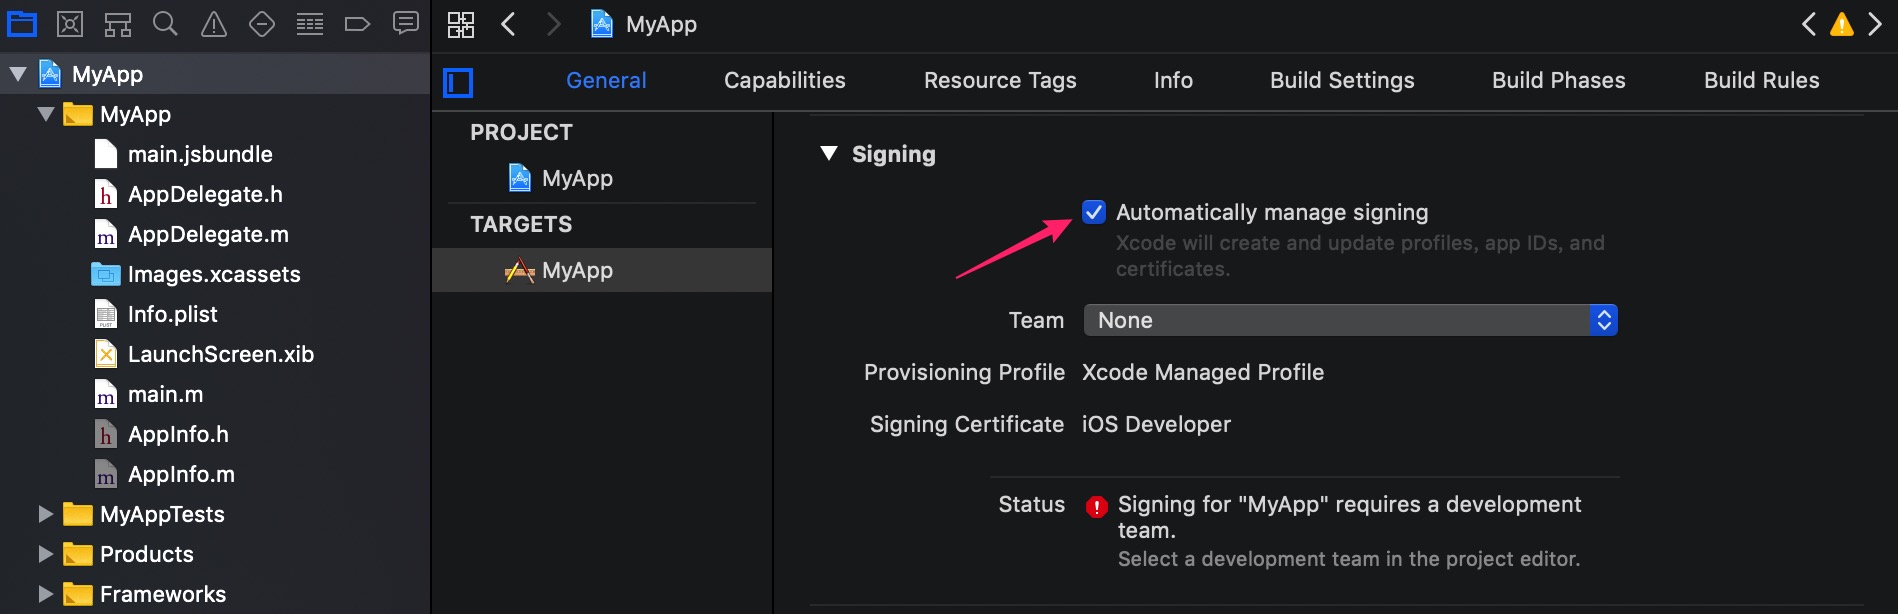 MyApp
MyApp
MyApp
main.jsbundle
AppDelegate.h
AppDelegate.m
Images.xcassets
Info.plist
LaunchScreen.xib
main.m
AppInfo.h
AppInfo.m
MyAppTests
Products
Frameworks
General Capabilities Resource Tags Info Build Settings Build Phases Build Rules
PROJECT
MyApp
TARGETS
MyApp
Signing
Automatically manage signing
Xcode will create and update profiles, app IDs, and
certificates.
Team None
Provisioning Profile Xcode Managed Profile
Signing Certificate iOS Developer
Status Signing for "MyApp" requires a development
team.
Select a development team in the project editor.